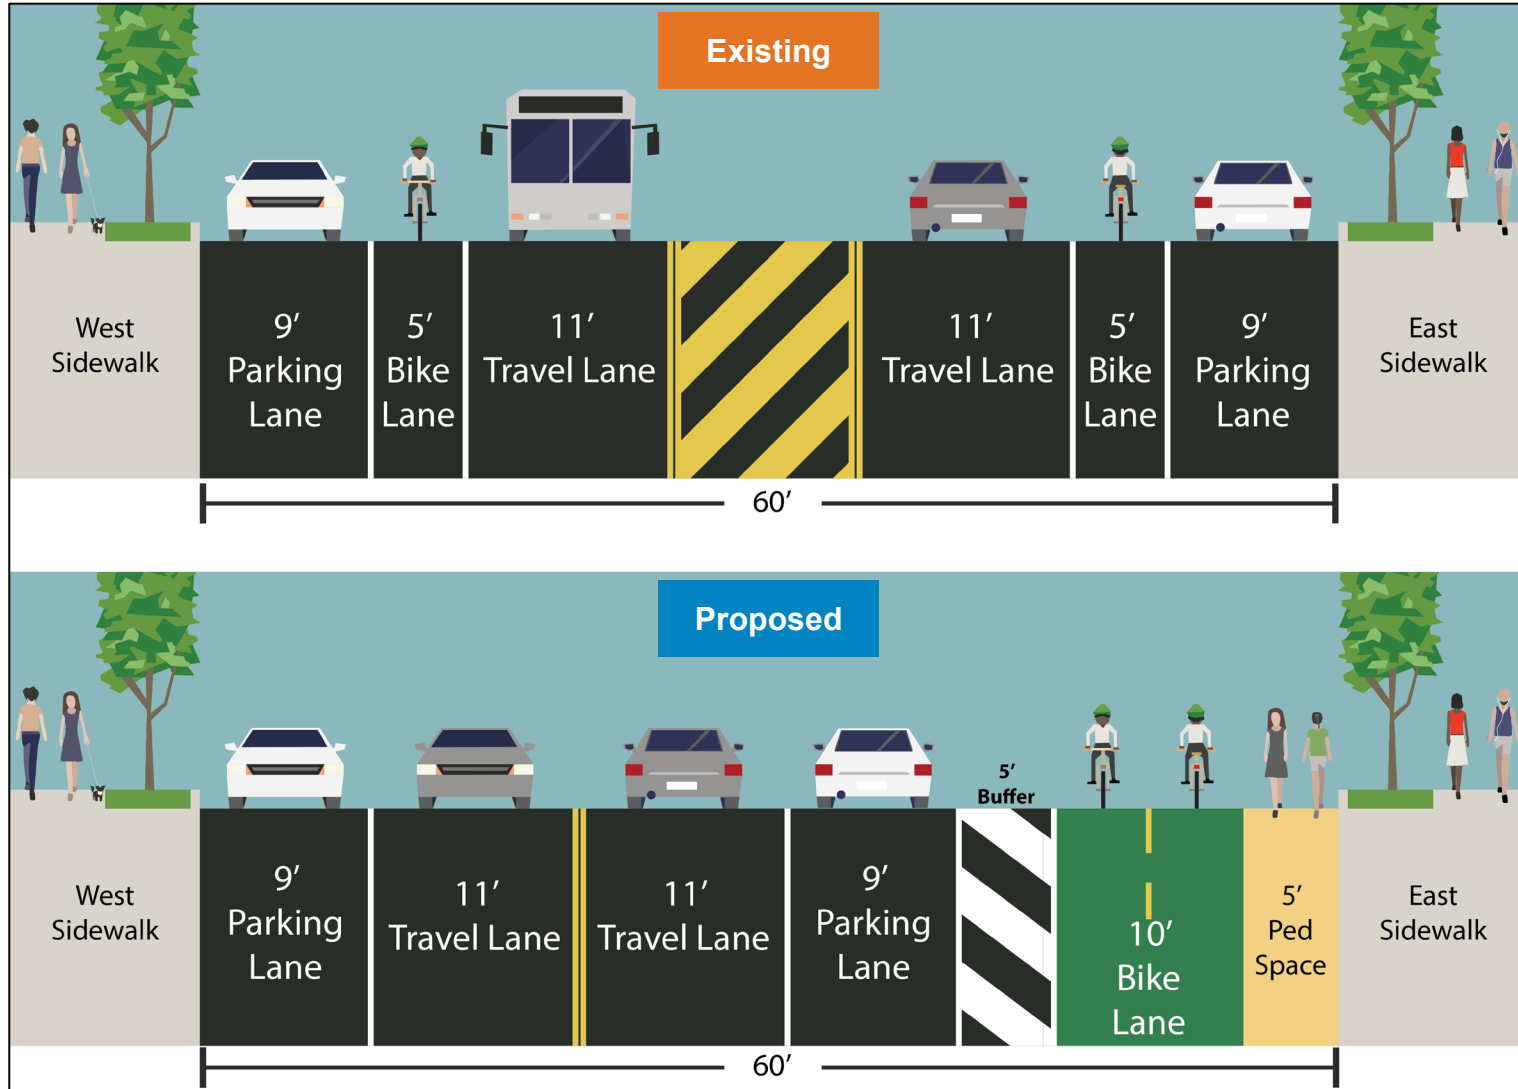 Existing
West
Sidewalk
9’
Parking
Lane
5’
Bike
Lane
11’
Travel Lane
11’
Travel Lane
5’
Bike
Lane
9’
Parking
Lane
East
Sidewalk
60’
Proposed
West
Sidewalk
9’
Parking
Lane
11’
Travel Lane
11’
Travel Lane
9’
Parking
Lane
5’
Buffer
10’
Bike
Lane
5’
Ped
Space
East
Sidewalk
60’